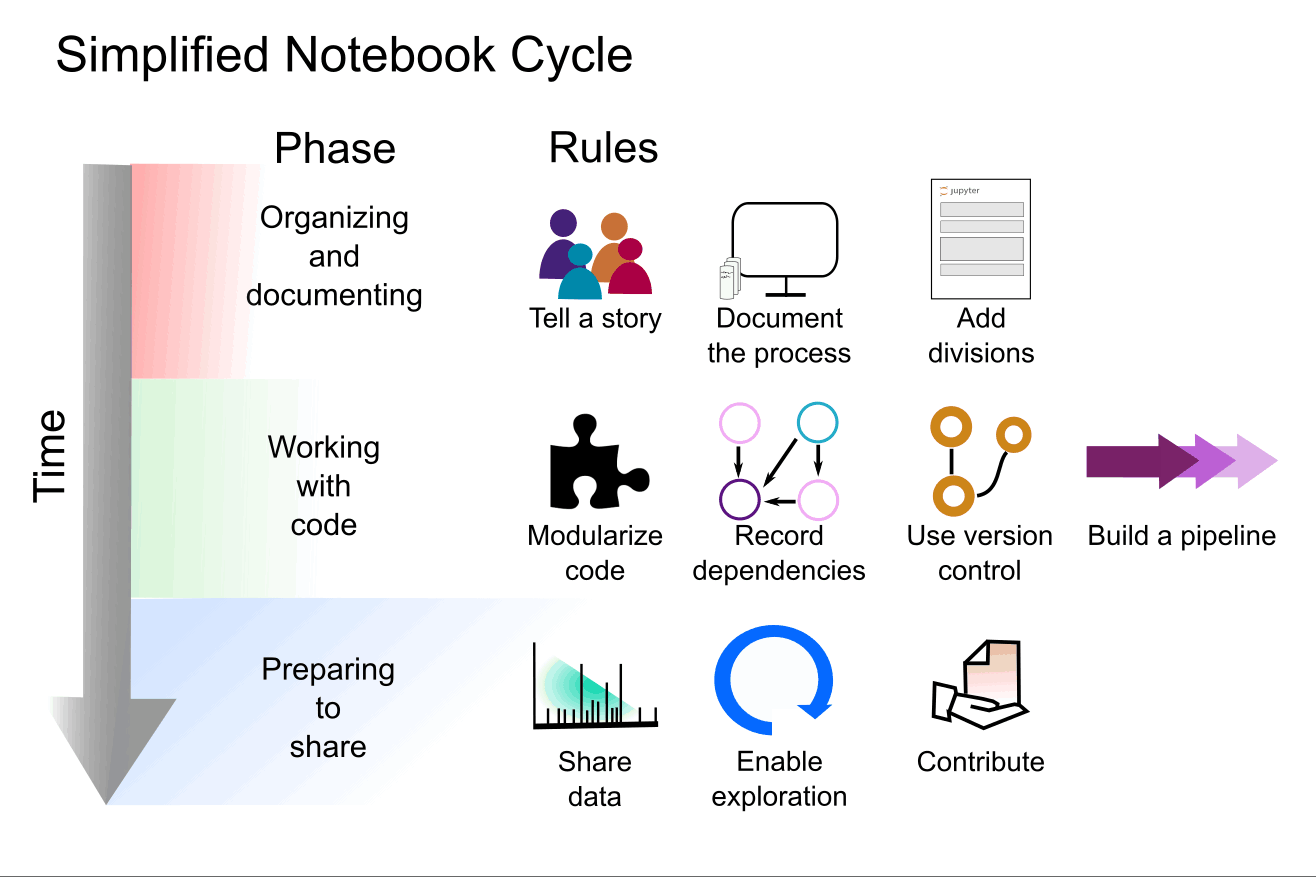 Simplified Notebook Cycle
Phase
Rules
Time
Organizing
and
documenting
jupyter
Tell a story
Document
the process
Add
divisions
Working
with
code
Modularize
code
Record
dependencies
Use version
control
Build a pipeline
Preparing
to
share
Share
data
Enable
exploration
Contribute